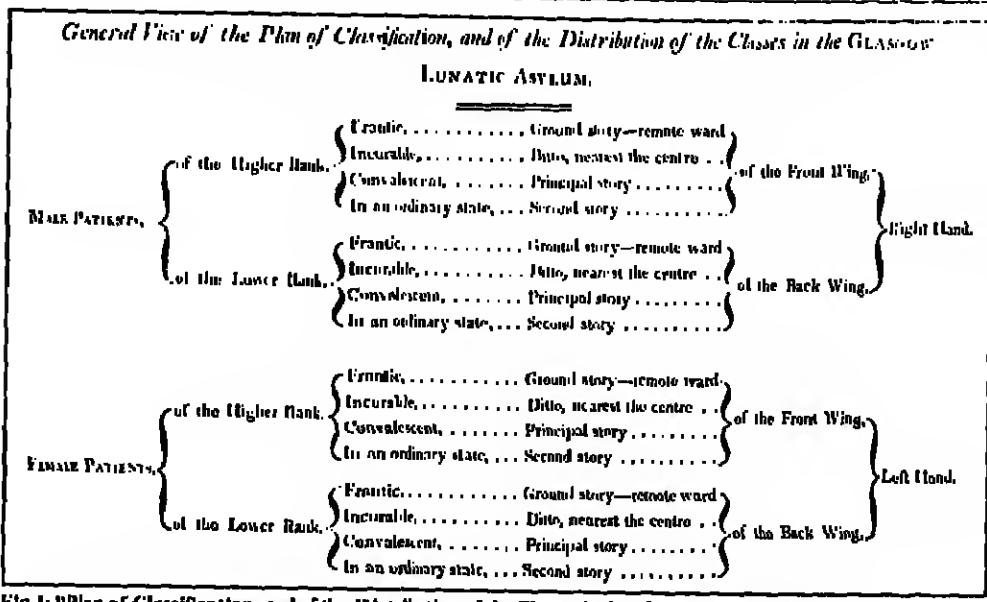 General View of the Plan of Classification, and of the Distribution of the Classes in the GLASGOW
LUNATIC ASYLUM.
MALE PATIENTS,
of the Higher Rank.
Frantic, . . . . . . . . . . . Ground story—remote ward
Incurable, . . . . . . . . . Ditto, nearest the centre . .
Convalescent, . . . . . . . Principal story . . . . . . . .
In an ordinary state, . . . Second story . . . . . . . . . .
of the Front Wing,
of the Lower Rank,
Frantic, . . . . . . . . . . . Ground story—remote ward
Incurable, . . . . . . . . . Ditto, nearest the centre . .
Convalescent, . . . . . . . Principal story . . . . . . . .
In an ordinary state, . . . Second story . . . . . . . . . .
of the Back Wing,
Right Hand.
FEMALE PATIENTS,
of the Higher Rank.
Frantic, . . . . . . . . . . . Ground story—remote ward
Incurable, . . . . . . . . . Ditto, nearest the centre . .
Convalescent, . . . . . . . Principal story . . . . . . . . .
In an ordinary state, . . . Second story . . . . . . . . . .
of the Front Wing,
of the Lower Rank.
Frantic, . . . . . . . . . . . Ground story—remote ward
Incurable, . . . . . . . . . Ditto, nearest the centre . .
Convalescent, . . . . . . . Principal story . . . . . . . . .
In an ordinary state, . . . Second story . . . . . . . . . .
of the Back Wing,
Left Hand.